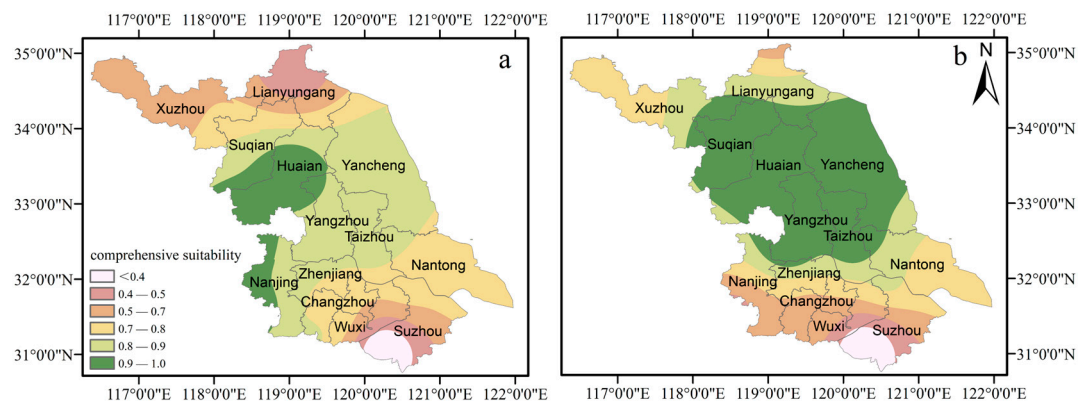 117°0'0"E 118°0'0"E 119°0'0"E 120°0'0"E 121°0'0"E 122°0'0"E
117°0'0"E 118°0'0"E 119°0'0"E 120°0'0"E 121°0'0"E 122°0'0"E
35°0'0"N
34°0'0"N
33°0'0"N
32°0'0"N
31°0'0"N
a
Xuzhou
Lianyungang
Suqian
Huaian
Yancheng
Yangzhou
Taizhou
Nantong
Nanjing
Zhenjiang
Changzhou
Wuxi
Suzhou
comprehensive suitability
<0.4
0.4 — 0.5
0.5 — 0.7
0.7 — 0.8
0.8 — 0.9
0.9 — 1.0
b
N
Xuzhou
Lianyungang
Suqian
Huaian
Yancheng
Yangzhou
Taizhou
Nantong
Nanjing
Zhenjiang
Changzhou
Wuxi
Suzhou
35°0'0"N
34°0'0"N
33°0'0"N
32°0'0"N
31°0'0"N
117°0'0"E 118°0'0"E 119°0'0"E 120°0'0"E 121°0'0"E 122°0'0"E
117°0'0"E 118°0'0"E 119°0'0"E 120°0'0"E 121°0'0"E 122°0'0"E